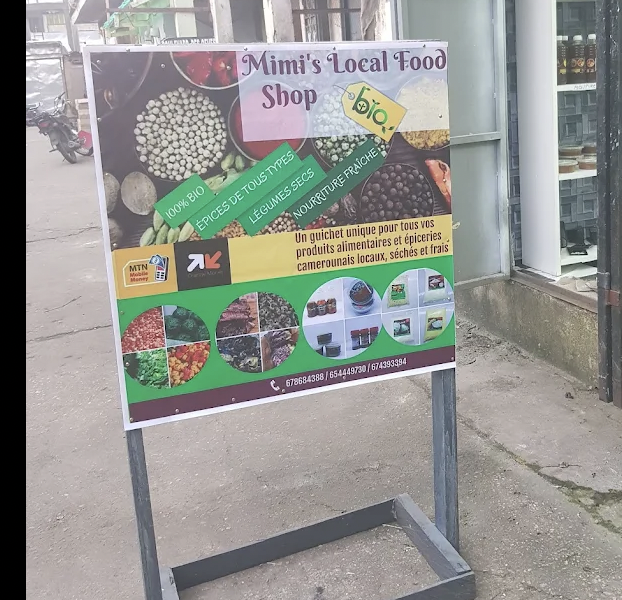 Mimi's Local Food
Shop
bio
100% BIO
ÉPICES DE TOUS TYPES
LÉGUMES SECS
NOURRITURE FRAÎCHE
Un guichet unique pour tous vos
produits alimentaires et épiceries
camerounais locaux, séchés et frais
MTN
Mobile
Money
678684388 / 654449730 / 674393394